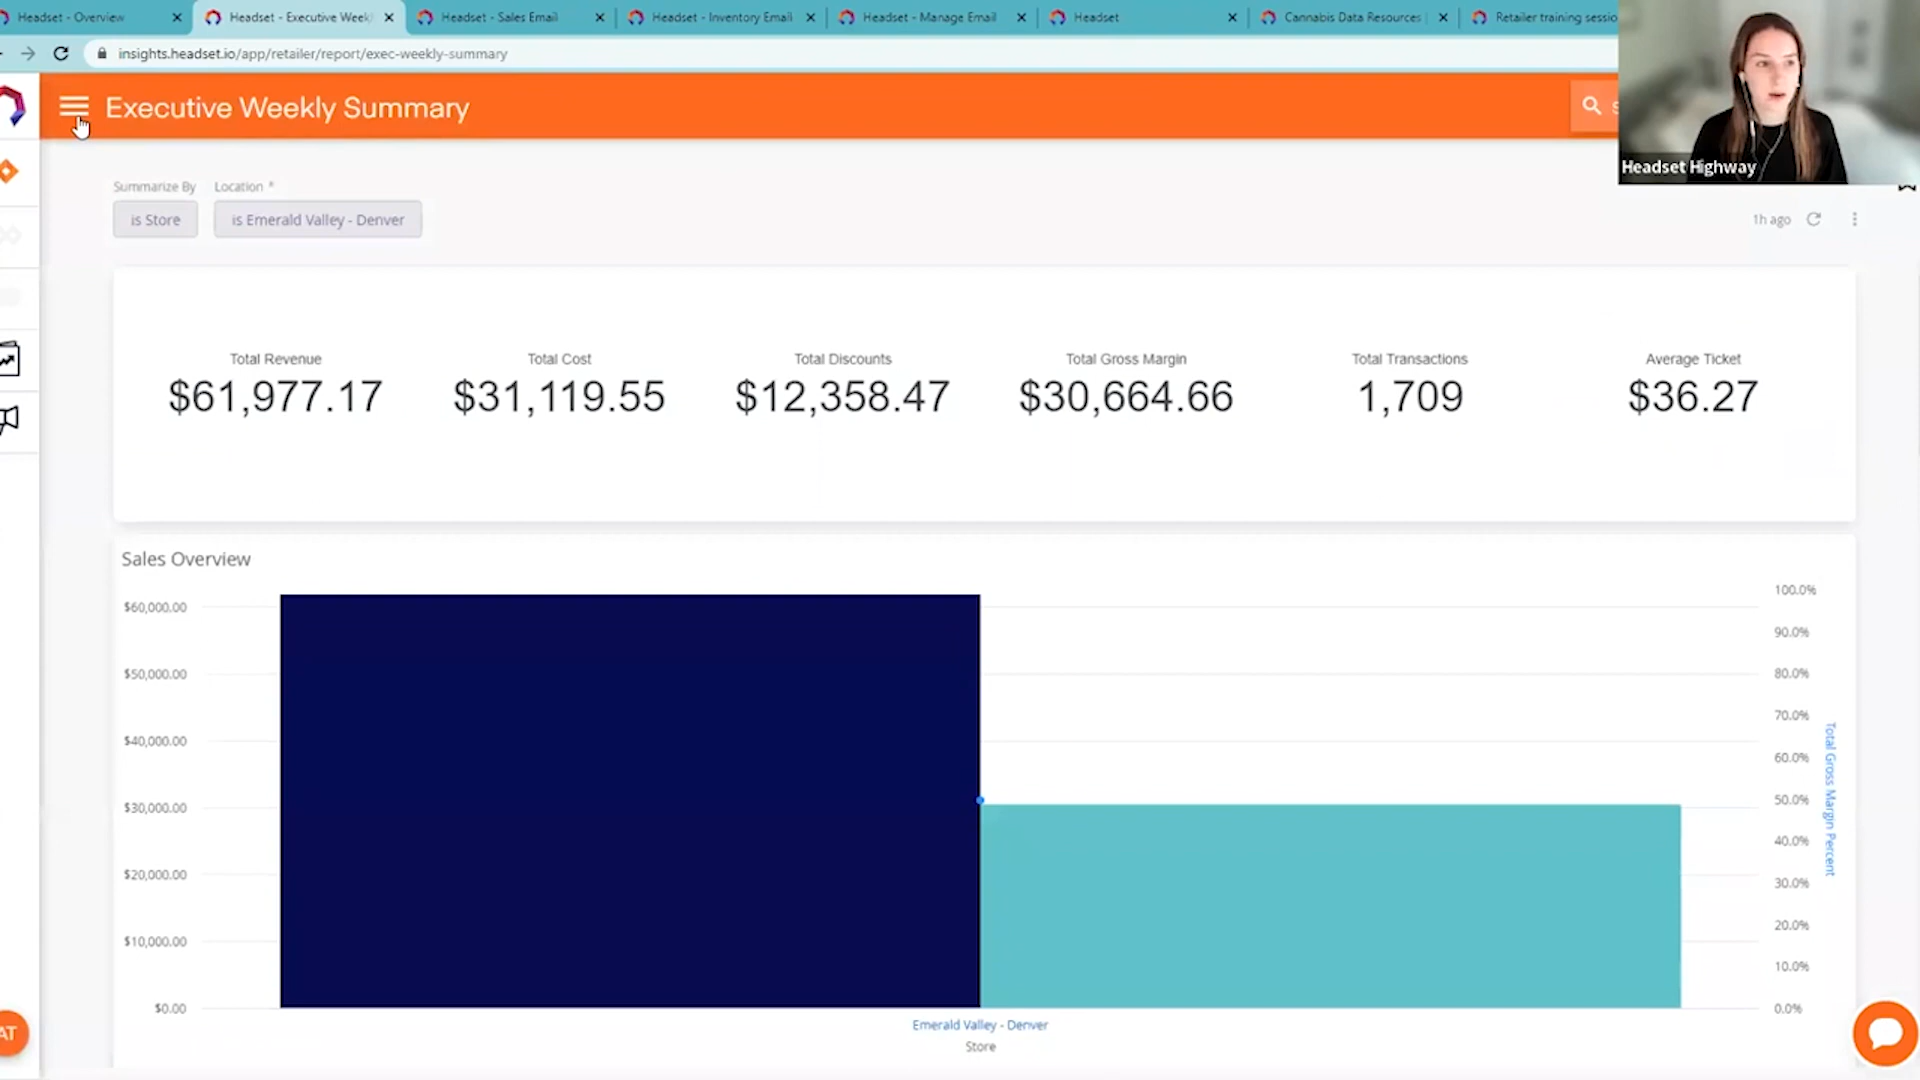 Headset - Overview
Headset - Executive Week
Headset - Sales Email
Headset - Inventory Email
Headset - Manage Email
Headset
Cannabis Data Resources
Retailer training sessio
insights.headset.io/app/retailer/report/exec-weekly-summary
Executive Weekly Summary
S
Headset Highway
Summarize By
Location *
is Store
is Emerald Valley - Denver
1h ago
Total Revenue
$61,977.17
Total Cost
$31,119.55
Total Discounts
$12,358.47
Total Gross Margin
$30,664.66
Total Transactions
1,709
Average Ticket
$36.27
Sales Overview
$60,000.00
$50,000.00
$40,000.00
$30,000.00
$20,000.00
$10,000.00
$0.00
100.0%
90.0%
80.0%
70.0%
60.0%
50.0%
40.0%
30.0%
20.0%
10.0%
0.0%
Total Gross Margin Percent
Emerald Valley - Denver
Store
AT